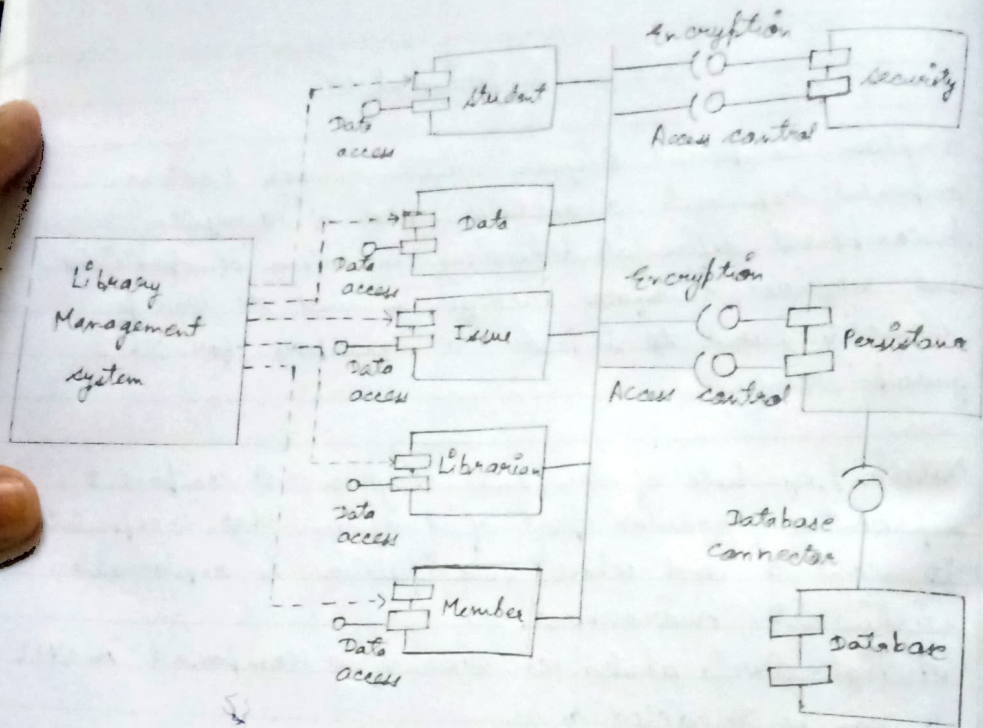 Encryption
Security
Access control
Student
Data
access
Data
Data
access
Library
Management
system
Issue
Data
access
Encryption
Persistance
Access control
Librarian
Data
access
Database
Connector
Member
Data
access
Database